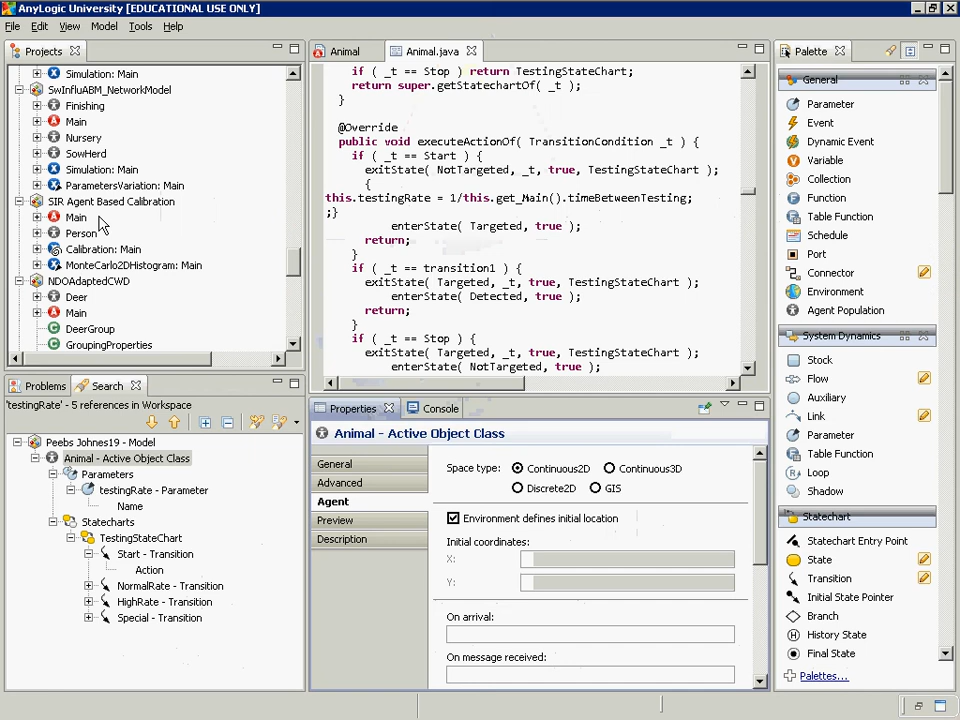 AnyLogic University [EDUCATIONAL USE ONLY]
File Edit View Model Tools Help
Projects
Simulation: Main
SwInfluABM_NetworkModel
Finishing
Main
Nursery
SowHerd
Simulation: Main
ParametersVariation: Main
SIR Agent Based Calibration
Main
Person
Calibration: Main
MonteCarlo2DHistogram: Main
NDOAdaptedCWD
Deer
Main
DeerGroup
GroupingProperties
Problems Search
'testingRate' - 5 references in Workspace
Peebs Johnes19 - Model
Animal - Active Object Class
Parameters
testingRate - Parameter
Name
Statecharts
TestingStateChart
Start - Transition
Action
NormalRate - Transition
HighRate - Transition
Special - Transition
Animal Animal.java
if ( _t == Stop ) return TestingStateChart;
return super.getStatechartOf( _t );
}
@Override
public void executeActionOf( TransitionCondition _t ) {
if ( _t == Start ) {
exitState( NotTargeted, _t, true, TestingStateChart );
{
this.testingRate = 1/this.get_Main().timeBetweenTesting;
;}
enterState( Targeted, true );
return;
}
if ( _t == transition1 ) {
exitState( Targeted, _t, true, TestingStateChart );
enterState( Detected, true );
return;
}
if ( _t == Stop ) {
exitState( Targeted, _t, true, TestingStateChart );
enterState( NotTargeted, true );
Properties Console
Animal - Active Object Class
General
Advanced
Agent
Preview
Description
Space type: Continuous2D Continuous3D
Discrete2D GIS
Environment defines initial location
Initial coordinates:
X:
Y:
On arrival:
On message received:
Palette
General
Parameter
Event
Dynamic Event
Variable
Collection
Function
Table Function
Schedule
Port
Connector
Environment
Agent Population
System Dynamics
Stock
Flow
Auxiliary
Link
Parameter
Table Function
Loop
Shadow
Statechart
Statechart Entry Point
State
Transition
Initial State Pointer
Branch
History State
Final State
Palettes...